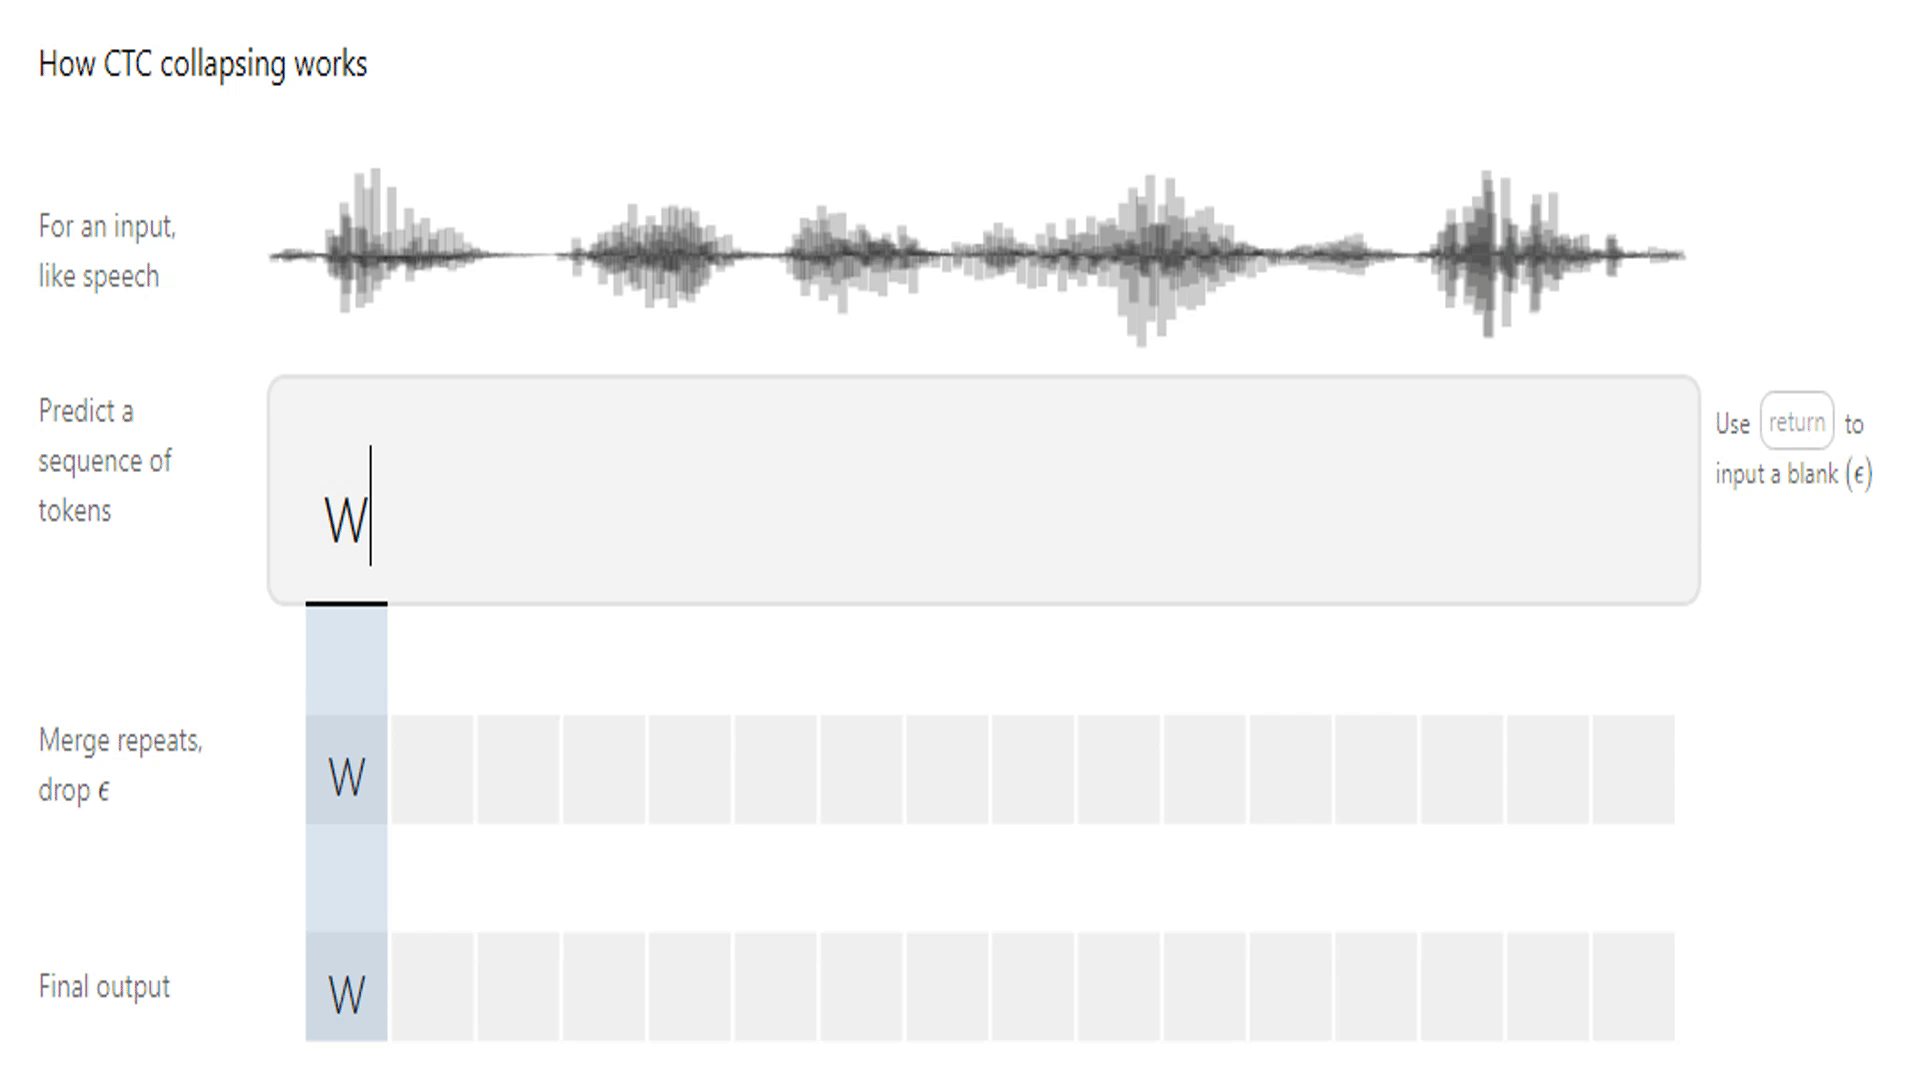 How CTC collapsing works
For an input,
like speech
Predict a
sequence of
tokens
W
Use return to
input a blank (ϵ)
Merge repeats,
drop ϵ
W
Final output
W